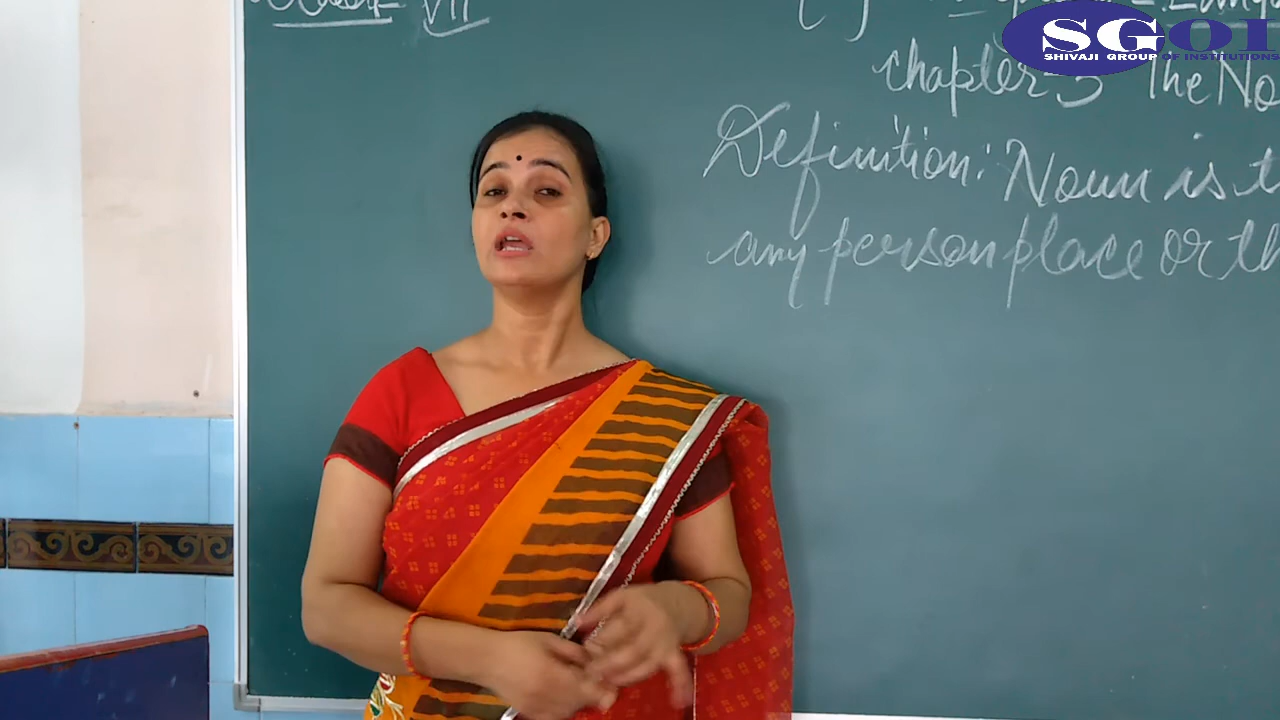 Class VII
chapter-3 The No
Definition: Noun is t
any person place or th
SGOI
SHIVAJI GROUP OF INSTITUTIONS